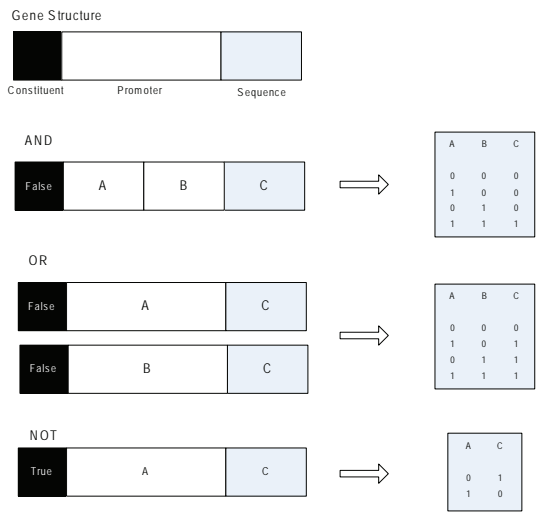 Gene Structure
Constituent Promoter Sequence
AND
False A B C
A B C
0 0 0
1 0 0
0 1 0
1 1 1
OR
False A C
False B C
A B C
0 0 0
1 0 1
0 1 1
1 1 1
NOT
True A C
A C
0 1
1 0